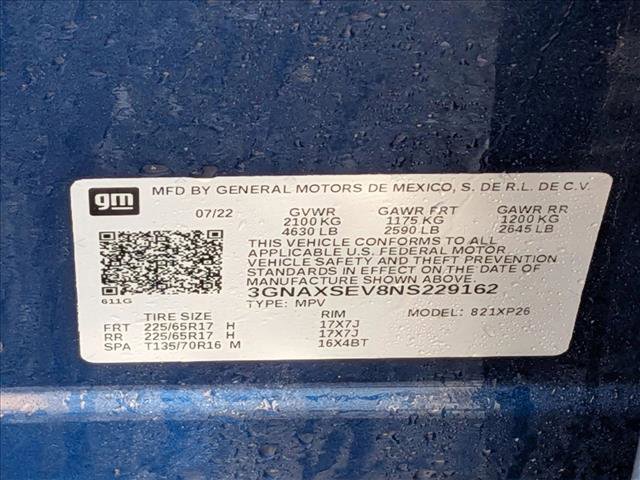 gm MFD BY GENERAL MOTORS DE MEXICO, S. DE R.L. DE C.V.
07/22 GVWR GAWR FRT GAWR RR
2100 KG 1175 KG 1200 KG
4630 LB 2590 LB 2645 LB
THIS VEHICLE CONFORMS TO ALL
APPLICABLE U.S. FEDERAL MOTOR
VEHICLE SAFETY AND THEFT PREVENTION
STANDARDS IN EFFECT ON THE DATE OF
MANUFACTURE SHOWN ABOVE.
3GNAXSEV8NS229162
611G
TYPE: MPV MODEL: 821XP26
TIRE SIZE RIM
FRT 225/65R17 H 17X7J
RR 225/65R17 H 17X7J
SPA T135/70R16 M 16X4BT